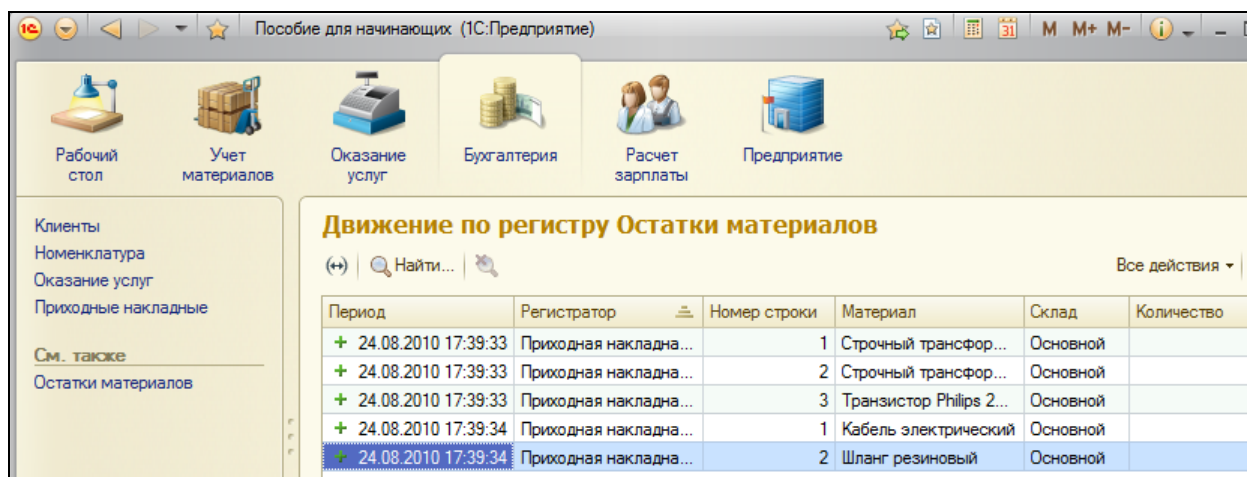 1С Пособие для начинающих (1С:Предприятие) 31 M M+ M-
Рабочий стол
Учет материалов
Оказание услуг
Бухгалтерия
Расчет зарплаты
Предприятие
Клиенты
Номенклатура
Оказание услуг
Приходные накладные
См. также
Остатки материалов
Движение по регистру Остатки материалов
Найти... Все действия
Период Регистратор Номер строки Материал Склад Количество
24.08.2010 17:39:33 Приходная накладна... 1 Строчный трансфор... Основной
24.08.2010 17:39:33 Приходная накладна... 2 Строчный трансфор... Основной
24.08.2010 17:39:33 Приходная накладна... 3 Транзистор Philips 2... Основной
24.08.2010 17:39:34 Приходная накладна... 1 Кабель электрический Основной
24.08.2010 17:39:34 Приходная накладна... 2 Шланг резиновый Основной